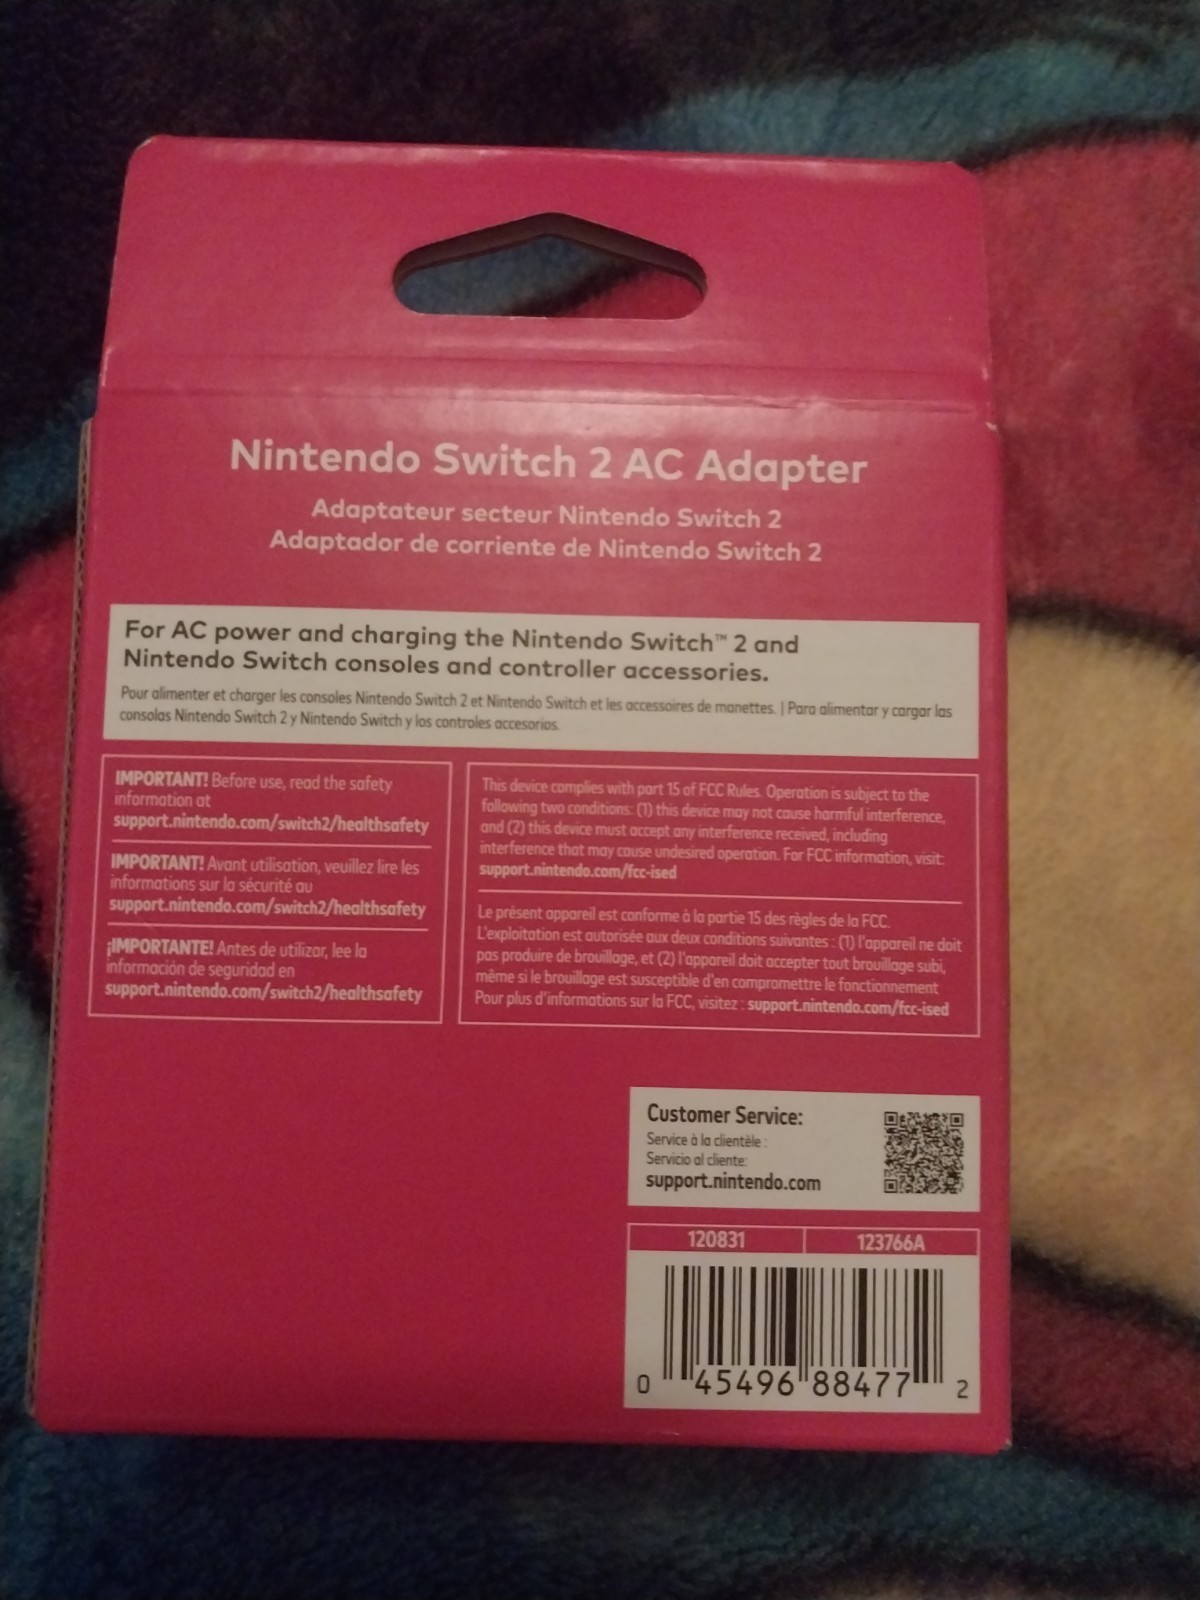 Nintendo Switch 2 AC Adapter
Adaptateur secteur Nintendo Switch 2
Adaptador de corriente de Nintendo Switch 2
For AC power and charging the Nintendo Switch™ 2 and
Nintendo Switch consoles and controller accessories.
Pour alimenter et charger les consoles Nintendo Switch 2 et Nintendo Switch et les accessoires de manettes. | Para alimentar y cargar las
consolas Nintendo Switch 2 y Nintendo Switch y los controles accesorios.
IMPORTANT! Before use, read the safety
information at
support.nintendo.com/switch2/healthsafety
IMPORTANT! Avant utilisation, veuillez lire les
informations sur la sécurité au
support.nintendo.com/switch2/healthsafety
¡IMPORTANTE! Antes de utilizar, lee la
información de seguridad en
support.nintendo.com/switch2/healthsafety
This device complies with part 15 of FCC Rules. Operation is subject to the
following two conditions: (1) this device may not cause harmful interference,
and (2) this device must accept any interference received, including
interference that may cause undesired operation. For FCC information, visit:
support.nintendo.com/fcc-ised
Le présent appareil est conforme à la partie 15 des règles de la FCC.
L'exploitation est autorisée aux deux conditions suivantes : (1) l'appareil ne doit
pas produire de brouillage, et (2) l'appareil doit accepter tout brouillage subi,
même si le brouillage est susceptible d'en compromettre le fonctionnement
Pour plus d'informations sur la FCC, visitez : support.nintendo.com/fcc-ised
Customer Service:
Service à la clientèle :
Servicio al cliente:
support.nintendo.com
120831 123766A
0 45496 88477 2